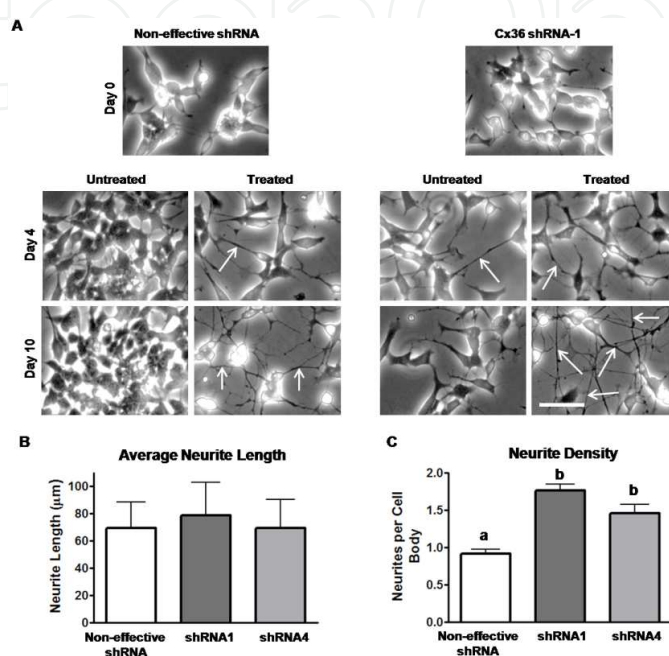 A
Non-effective shRNA
Cx36 shRNA-1
Day 0
Untreated
Treated
Untreated
Treated
Day 4
Day 10
B
Average Neurite Length
Neurite Length (µm)
100
80
60
40
20
0
Non-effective shRNA
shRNA1
shRNA4
C
Neurite Density
Neurites per Cell Body
2.0
1.5
1.0
0.5
0.0
a
b
b
Non-effective shRNA
shRNA1
shRNA4